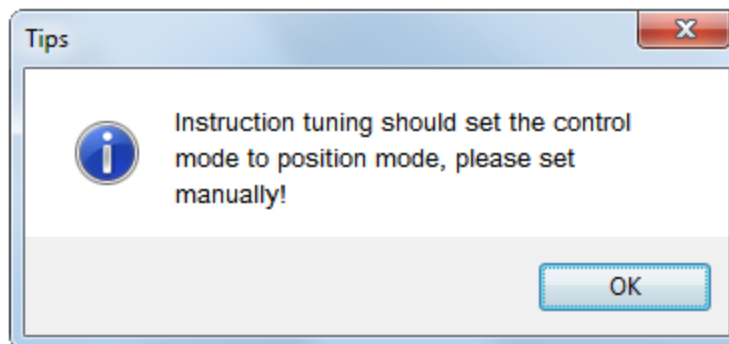 Tips
Instruction tuning should set the control
mode to position mode, please set
manually!
OK